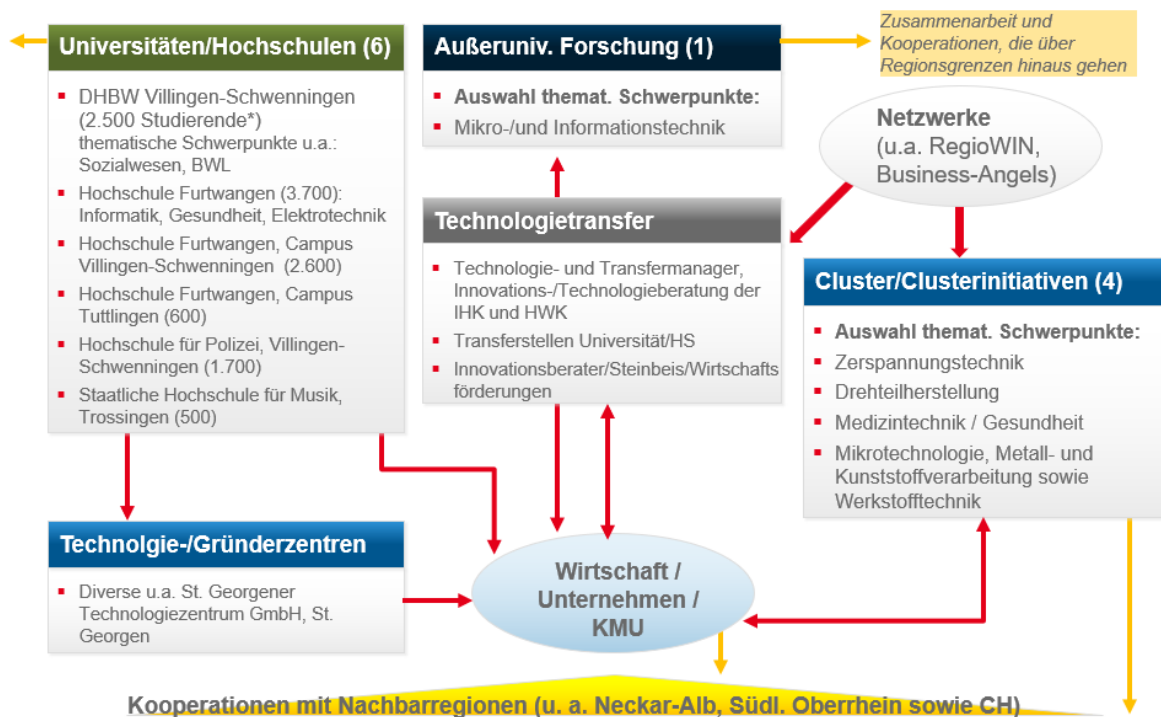 Universitäten/Hochschulen (6)
DHBW Villingen-Schwenningen
(2.500 Studierende*)
thematische Schwerpunkte u.a.:
Sozialwesen, BWL
Hochschule Furtwangen (3.700):
Informatik, Gesundheit, Elektrotechnik
Hochschule Furtwangen, Campus
Villingen-Schwenningen (2.600)
Hochschule Furtwangen, Campus
Tuttlingen (600)
Hochschule für Polizei, Villingen-
Schwenningen (1.700)
Staatliche Hochschule für Musik,
Trossingen (500)
Außeruniv. Forschung (1)
Auswahl themat. Schwerpunkte:
Mikro-/und Informationstechnik
Zusammenarbeit und
Kooperationen, die über
Regionsgrenzen hinaus gehen
Netzwerke
(u.a. RegioWIN,
Business-Angels)
Technologietransfer
Technologie- und Transfermanager,
Innovations-/Technologieberatung der
IHK und HWK
Transferstellen Universität/HS
Innovationsberater/Steinbeis/Wirtschafts
förderungen
Cluster/Clusterinitiativen (4)
Auswahl themat. Schwerpunkte:
Zerspannungstechnik
Drehteilherstellung
Medizintechnik / Gesundheit
Mikrotechnologie, Metall- und
Kunststoffverarbeitung sowie
Werkstofftechnik
Technolgie-/Gründerzentren
Diverse u.a. St. Georgener
Technologiezentrum GmbH, St.
Georgen
Wirtschaft /
Unternehmen /
KMU
Kooperationen mit Nachbarregionen (u. a. Neckar-Alb, Südl. Oberrhein sowie CH)